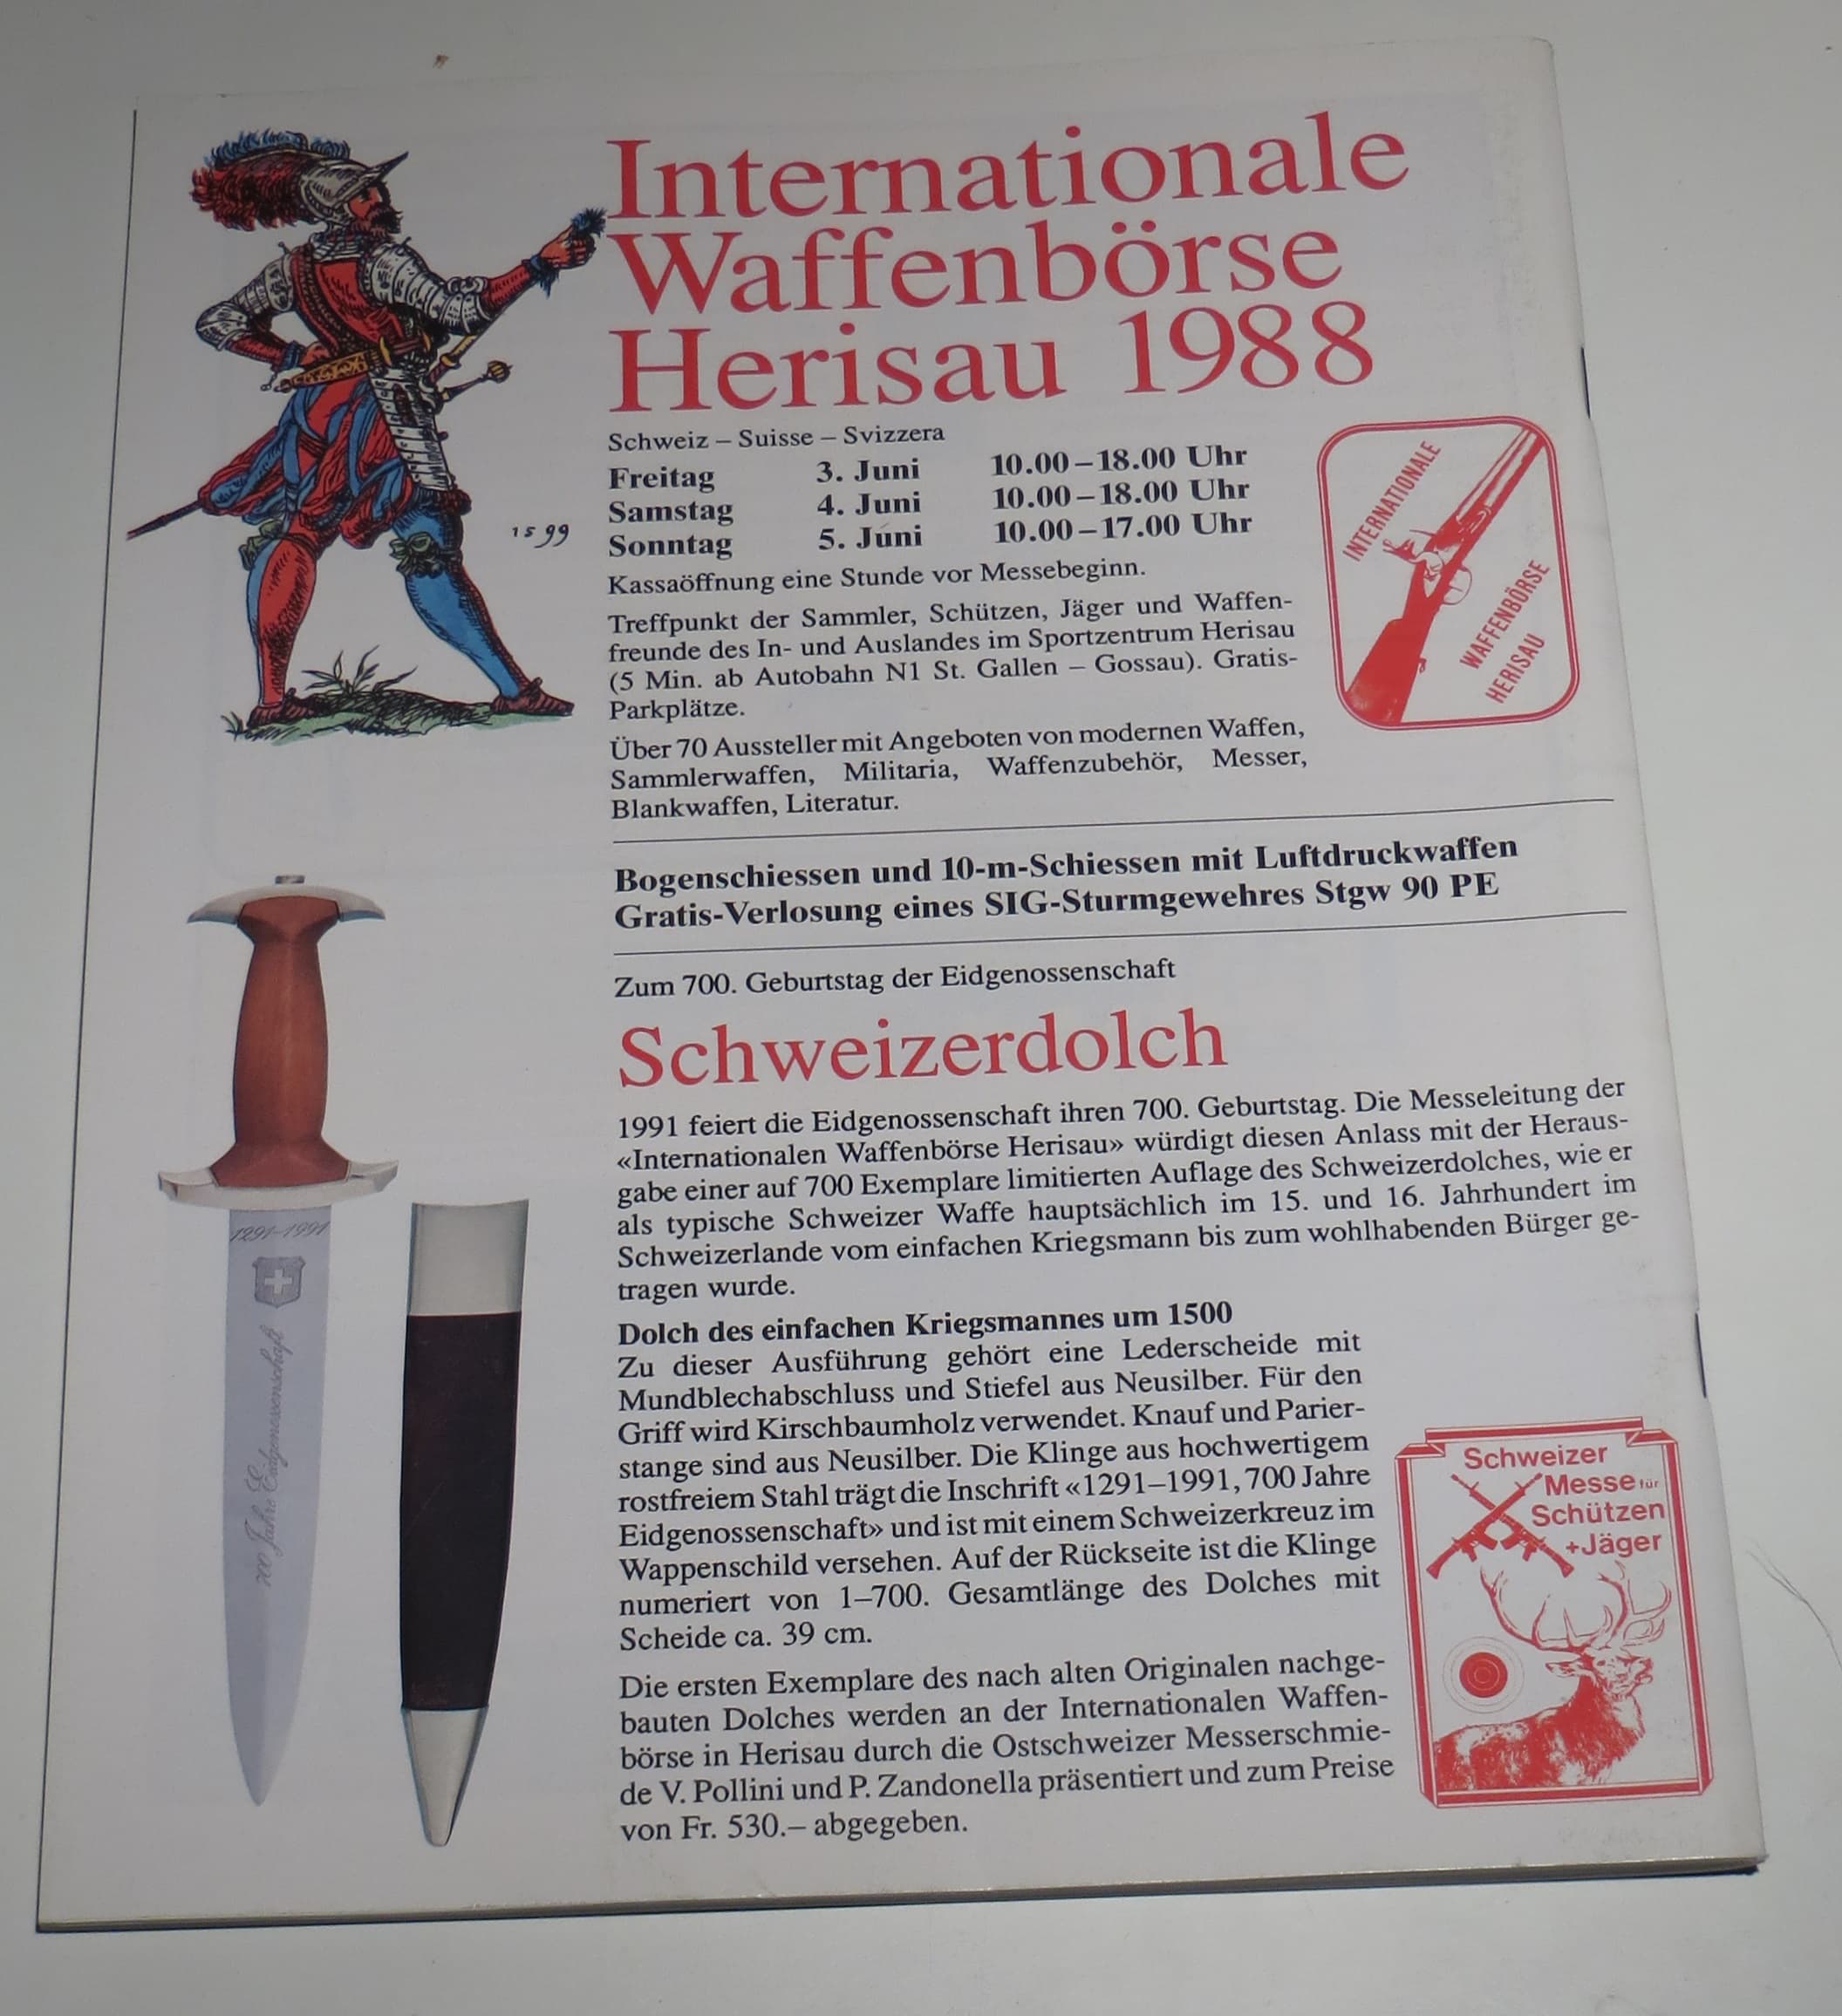 Internationale
Waffenbörse
Herisau 1988
Schweiz – Suisse – Svizzera
Freitag 3. Juni 10.00–18.00 Uhr
Samstag 4. Juni 10.00–18.00 Uhr
Sonntag 5. Juni 10.00–17.00 Uhr
1599
Kassaöffnung eine Stunde vor Messebeginn.
Treffpunkt der Sammler, Schützen, Jäger und Waffen-
freunde des In- und Auslandes im Sportzentrum Herisau
(5 Min. ab Autobahn N1 St. Gallen – Gossau). Gratis-
Parkplätze.
Über 70 Aussteller mit Angeboten von modernen Waffen,
Sammlerwaffen, Militaria, Waffenzubehör, Messer,
Blankwaffen, Literatur.
INTERNATIONALE
WAFFENBÖRSE
HERISAU
Bogenschiessen und 10-m-Schiessen mit Luftdruckwaffen
Gratis-Verlosung eines SIG-Sturmgewehres Stgw 90 PE
Zum 700. Geburtstag der Eidgenossenschaft
Schweizerdolch
1991 feiert die Eidgenossenschaft ihren 700. Geburtstag. Die Messeleitung der
«Internationalen Waffenbörse Herisau» würdigt diesen Anlass mit der Heraus-
gabe einer auf 700 Exemplare limitierten Auflage des Schweizerdolches, wie er
als typische Schweizer Waffe hauptsächlich im 15. und 16. Jahrhundert im
Schweizerlande vom einfachen Kriegsmann bis zum wohlhabenden Bürger ge-
tragen wurde.
Dolch des einfachen Kriegsmannes um 1500
Zu dieser Ausführung gehört eine Lederscheide mit
Mundblechabschluss und Stiefel aus Neusilber. Für den
Griff wird Kirschbaumholz verwendet. Knauf und Parier-
stange sind aus Neusilber. Die Klinge aus hochwertigem
rostfreiem Stahl trägt die Inschrift «1291–1991, 700 Jahre
Eidgenossenschaft» und ist mit einem Schweizerkreuz im
Wappenschild versehen. Auf der Rückseite ist die Klinge
numeriert von 1–700. Gesamtlänge des Dolches mit
Scheide ca. 39 cm.
Die ersten Exemplare des nach alten Originalen nachge-
bauten Dolches werden an der Internationalen Waffen-
börse in Herisau durch die Ostschweizer Messerschmie-
de V. Pollini und P. Zandonella präsentiert und zum Preise
von Fr. 530.– abgegeben.
1291–1991
700 Jahre Eidgenossenschaft
Schweizer
Messe für
Schützen
+Jäger